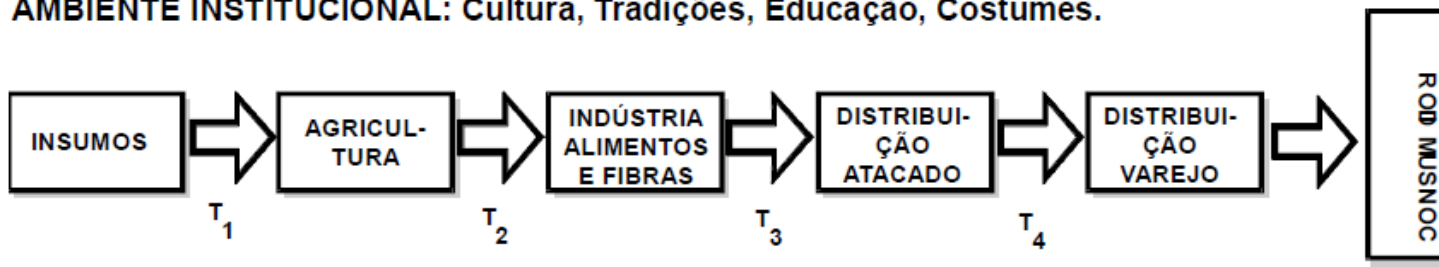 AMBIENTE INSTITUCIONAL: Cultura, Tradições, Educação, Costumes.
INSUMOS
AGRICUL-
TURA
INDÚSTRIA
ALIMENTOS
E FIBRAS
DISTRIBUI-
ÇÃO
ATACADO
DISTRIBUI-
ÇÃO
VAREJO
CONSUMIDOR
T1
T2
T3
T4